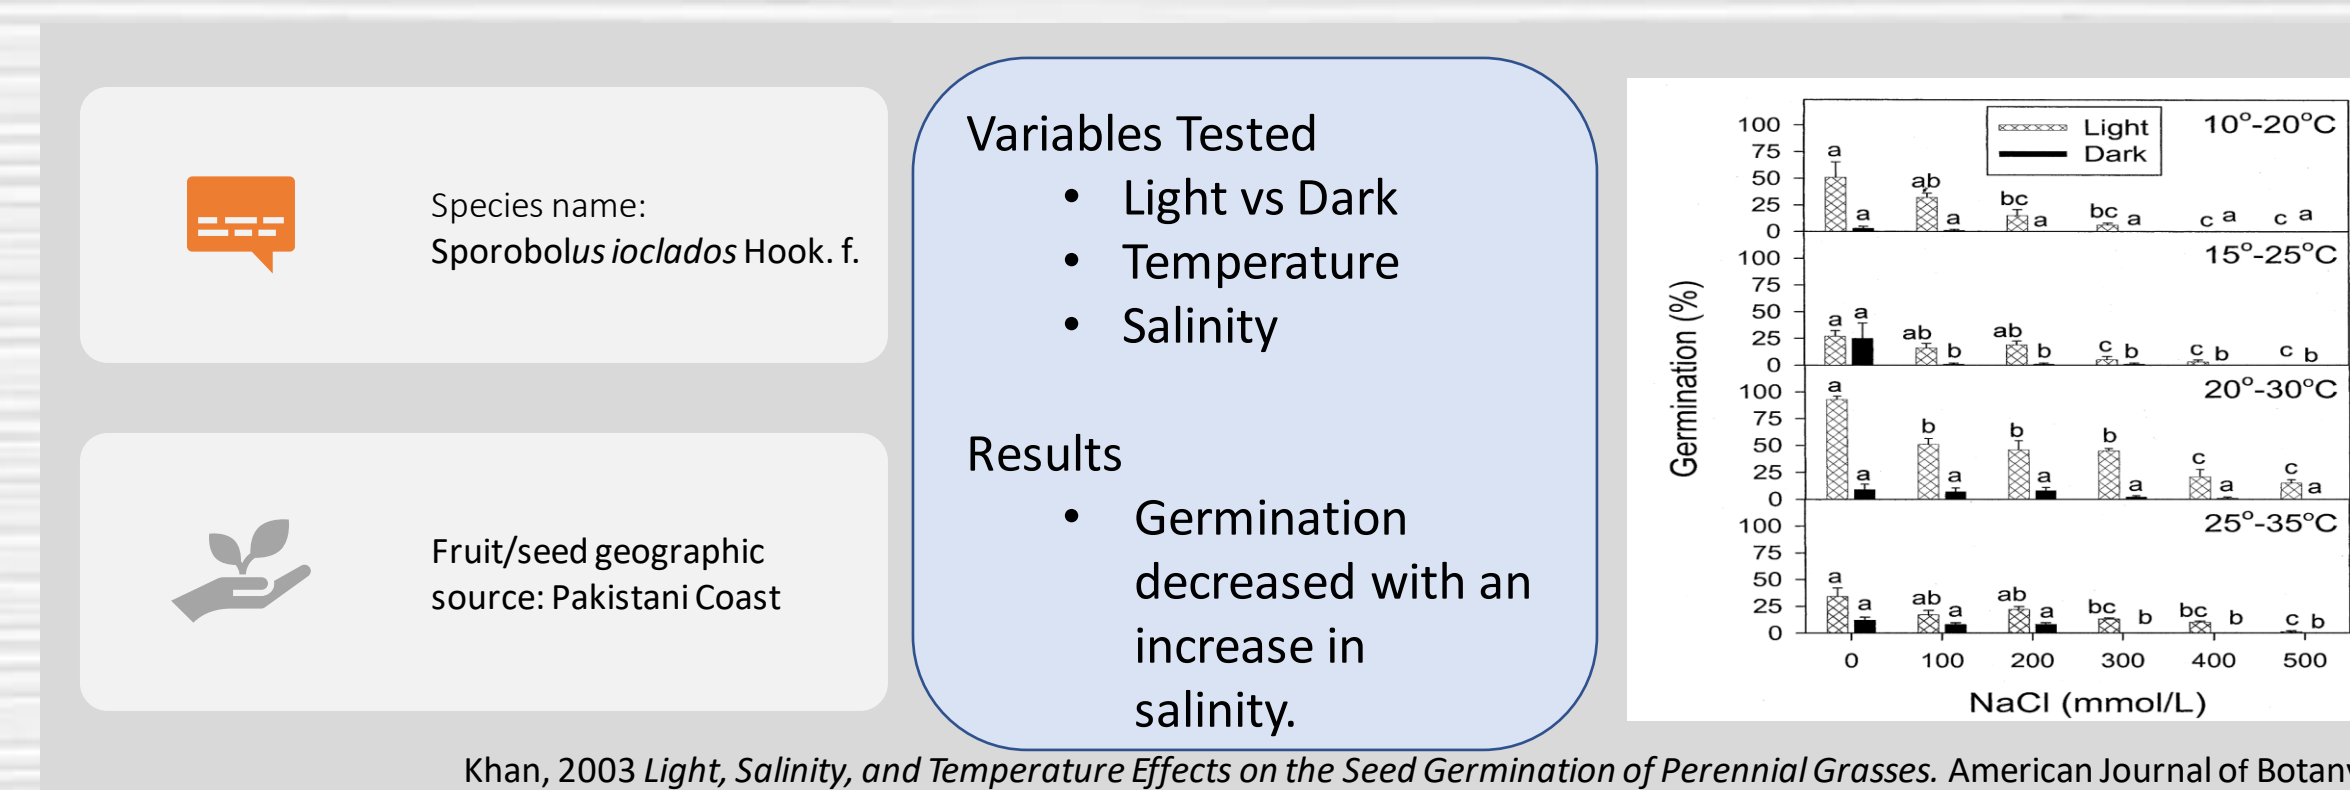 Species name:
Sporobolus ioclados Hook. f.
Fruit/seed geographic
source: Pakistani Coast
Variables Tested
• Light vs Dark
• Temperature
• Salinity
Results
• Germination
decreased with an
increase in
salinity.
Germination (%)
Light
Dark
10°-20°C
100
75
50
25
0
a a ab a bc a bc a c a c a
15°-25°C
100
75
50
25
0
a a ab b ab b c b c b c b
20°-30°C
100
75
50
25
0
a a b a b a b a c a c a
25°-35°C
100
75
50
25
0
a a ab a ab a bc b bc b c b
0 100 200 300 400 500
NaCl (mmol/L)
Khan, 2003 Light, Salinity, and Temperature Effects on the Seed Germination of Perennial Grasses. American Journal of Botany